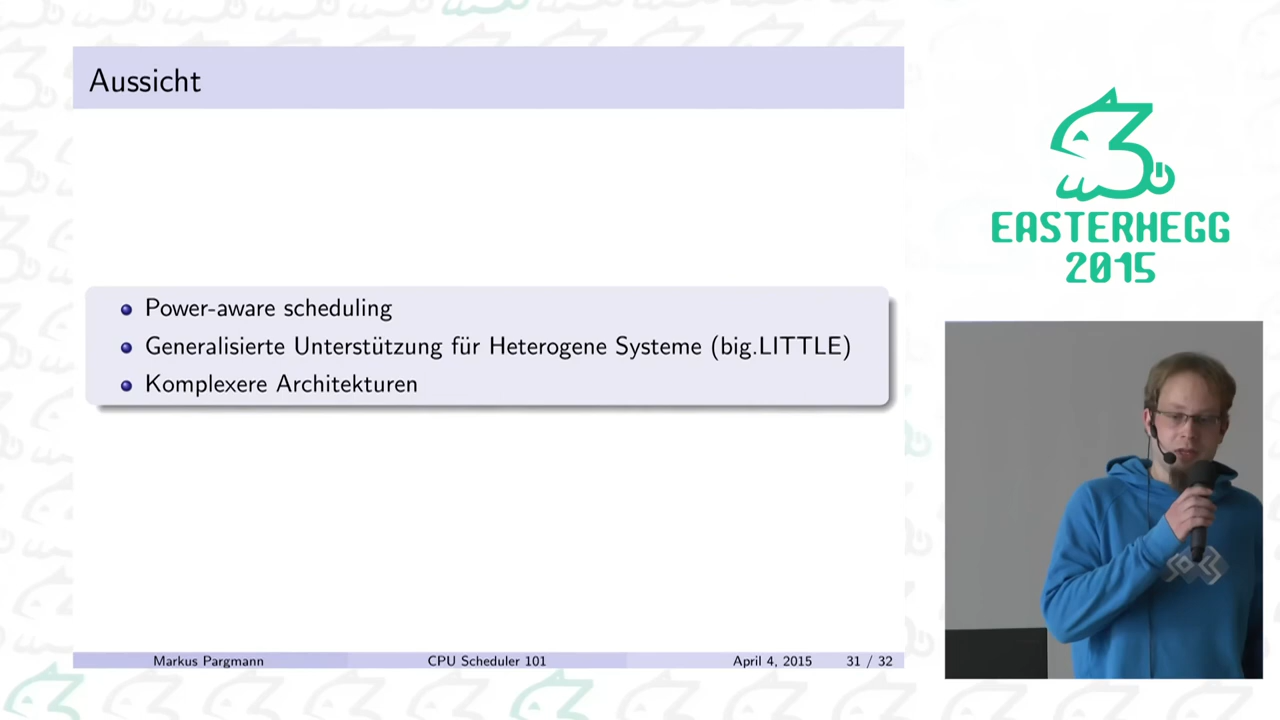 Aussicht
Power-aware scheduling
Generalisierte Unterstützung für Heterogene Systeme (big.LITTLE)
Komplexere Architekturen
Markus Pargmann
CPU Scheduler 101
April 4, 2015
31 / 32
EASTERHEGG
2015